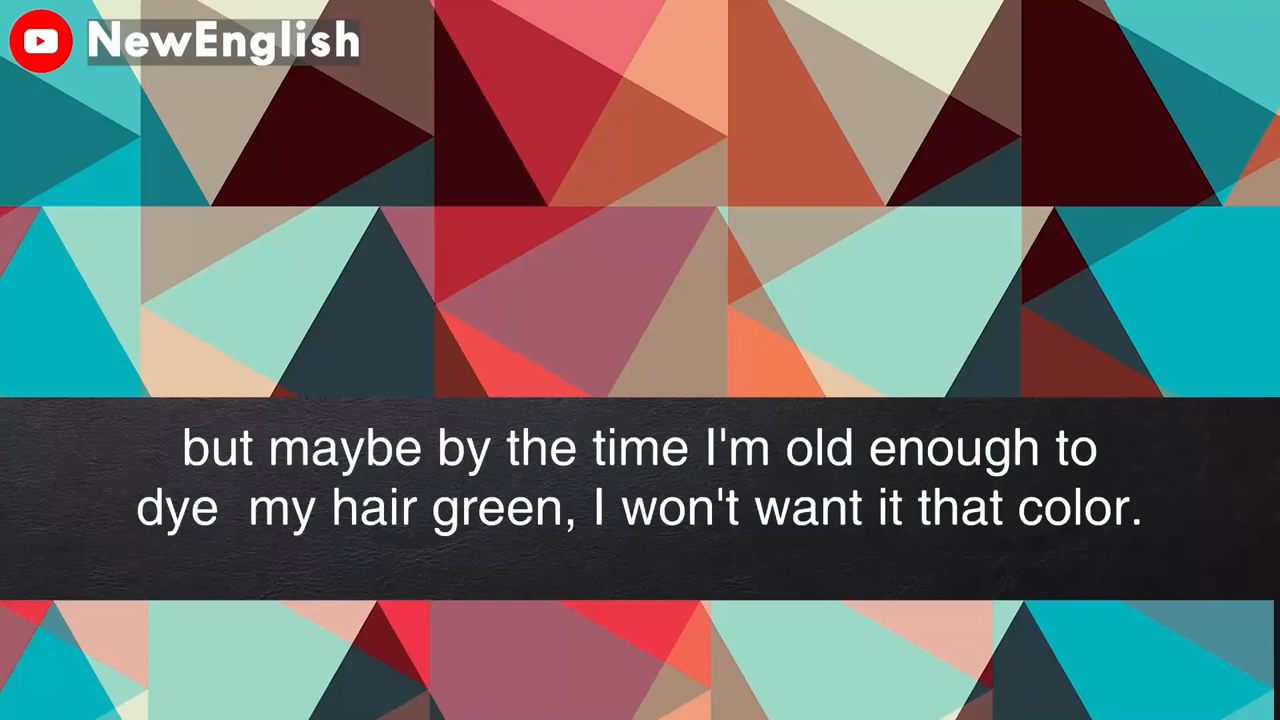 NewEnglish
but maybe by the time I'm old enough to
dye  my hair green, I won't want it that color.